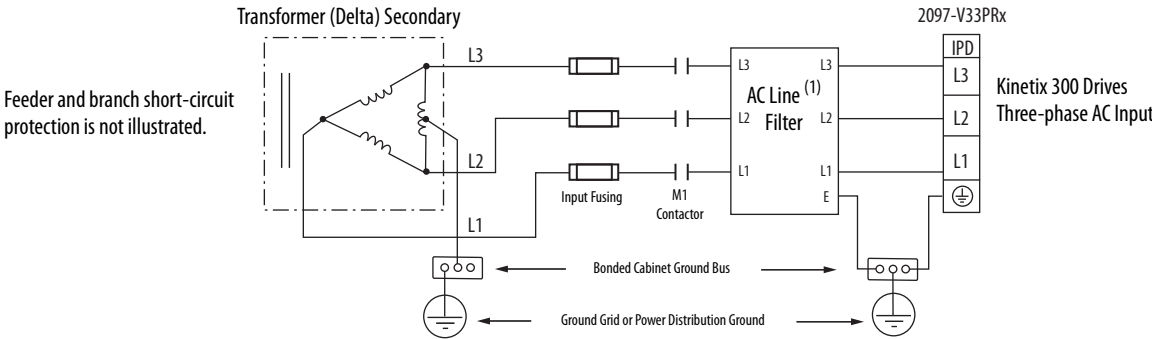 Transformer (Delta) Secondary
2097-V33PRx
Feeder and branch short-circuit
protection is not illustrated.
L3
L2
L1
Input Fusing
M1
Contactor
L3
L3
AC Line (1)
Filter
L2
L2
L1
L1
E
IPD
L3
L2
L1
Kinetix 300 Drives
Three-phase AC Input
Bonded Cabinet Ground Bus
Ground Grid or Power Distribution Ground